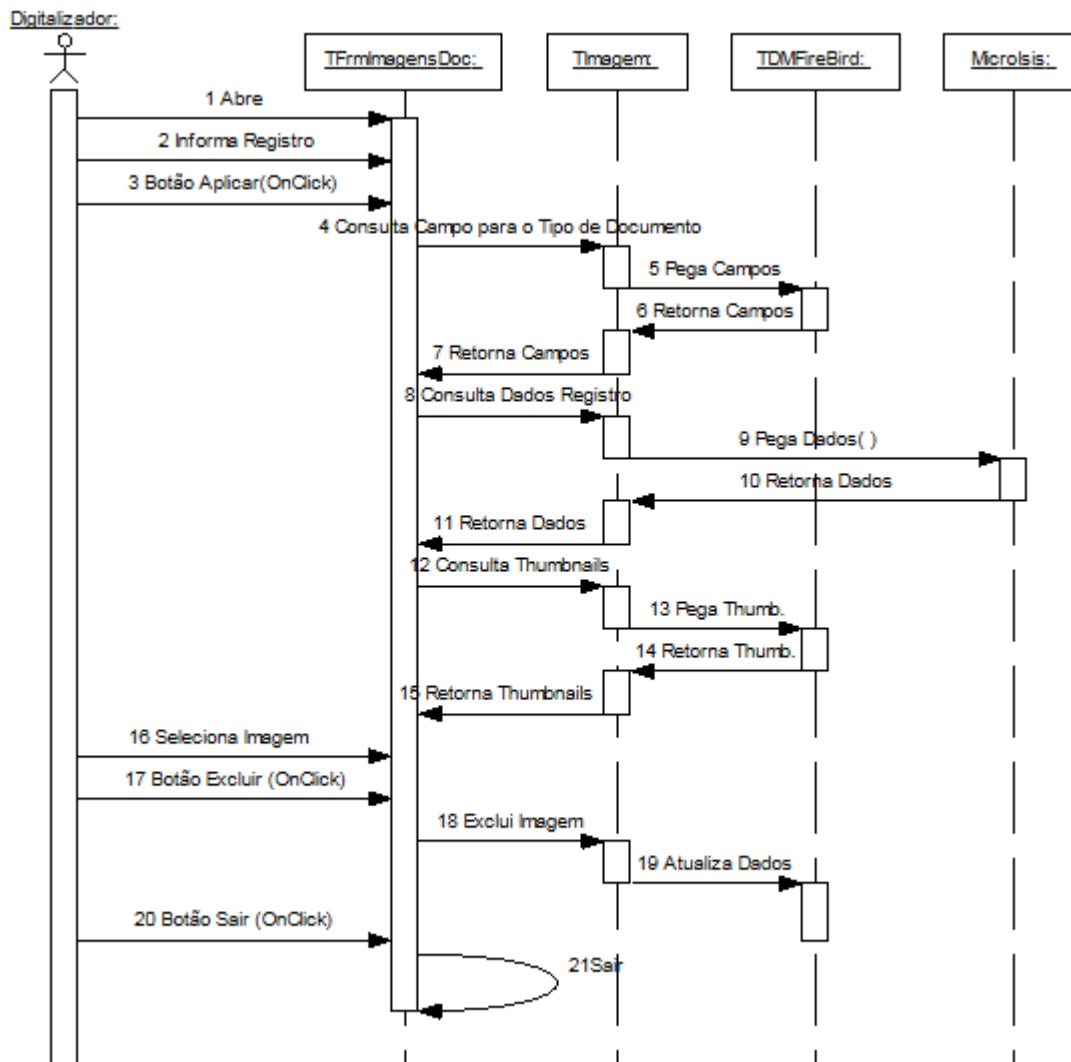 Digitalizador:
TFrmImagensDoc:
TImagem:
TDMFireBird:
MicroIsis:
1 Abre
2 Informa Registro
3 Botão Aplicar(OnClick)
4 Consulta Campo para o Tipo de Documento
5 Pega Campos
6 Retorna Campos
7 Retorna Campos
8 Consulta Dados Registro
9 Pega Dados( )
10 Retorna Dados
11 Retorna Dados
12 Consulta Thumbnails
13 Pega Thumb.
14 Retorna Thumb.
15 Retorna Thumbnails
16 Seleciona Imagem
17 Botão Excluir (OnClick)
18 Exclui Imagem
19 Atualiza Dados
20 Botão Sair (OnClick)
21Sair